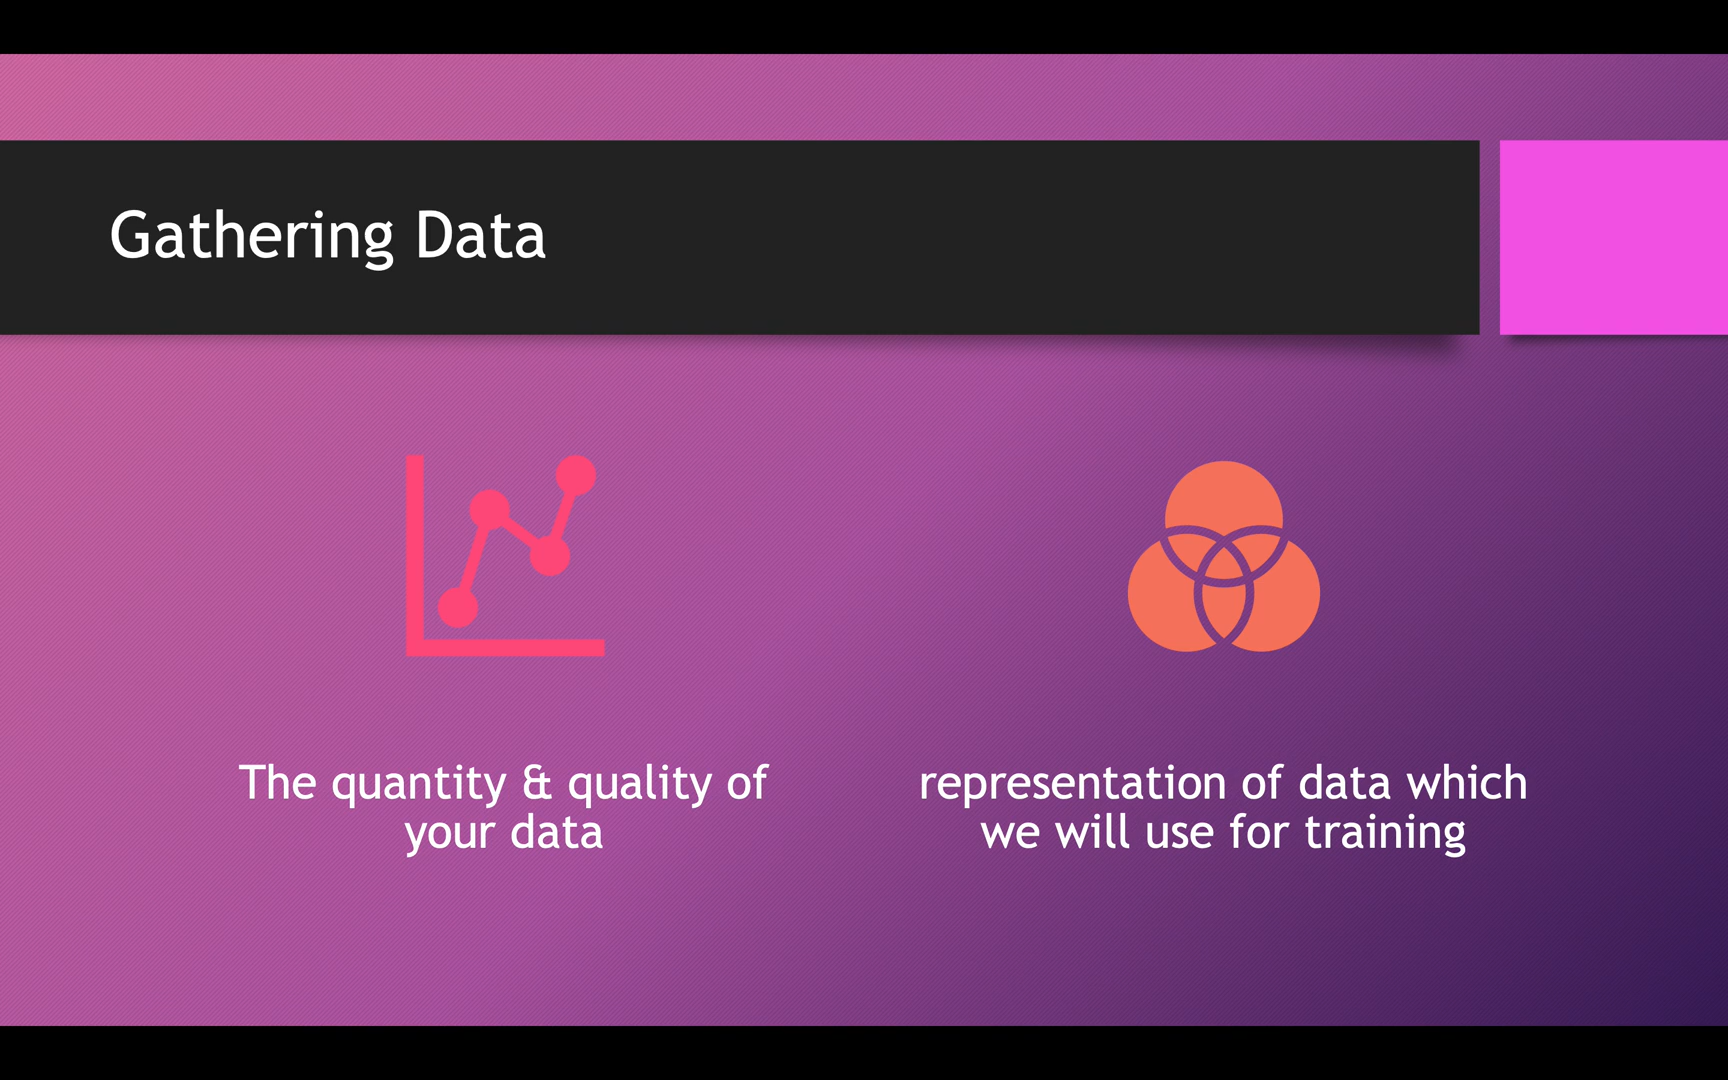 Gathering Data
The quantity & quality of
your data
representation of data which
we will use for training